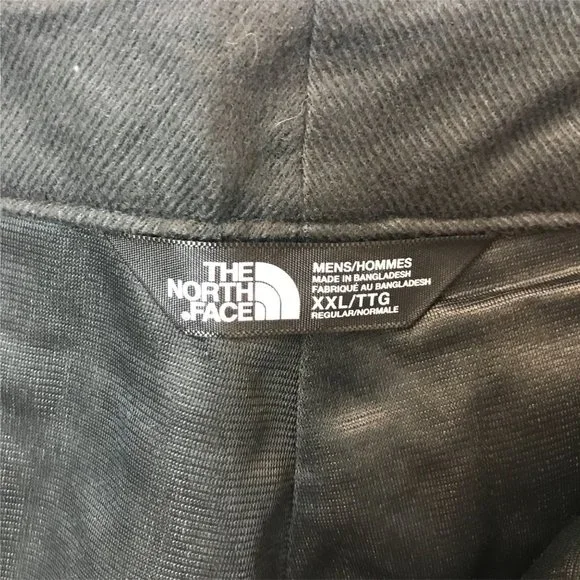 THE
NORTH
FACE
MENS/HOMMES
MADE IN BANGLADESH
FABRIQUÉ AU BANGLADESH
XXL/TTG
REGULAR/NORMALE